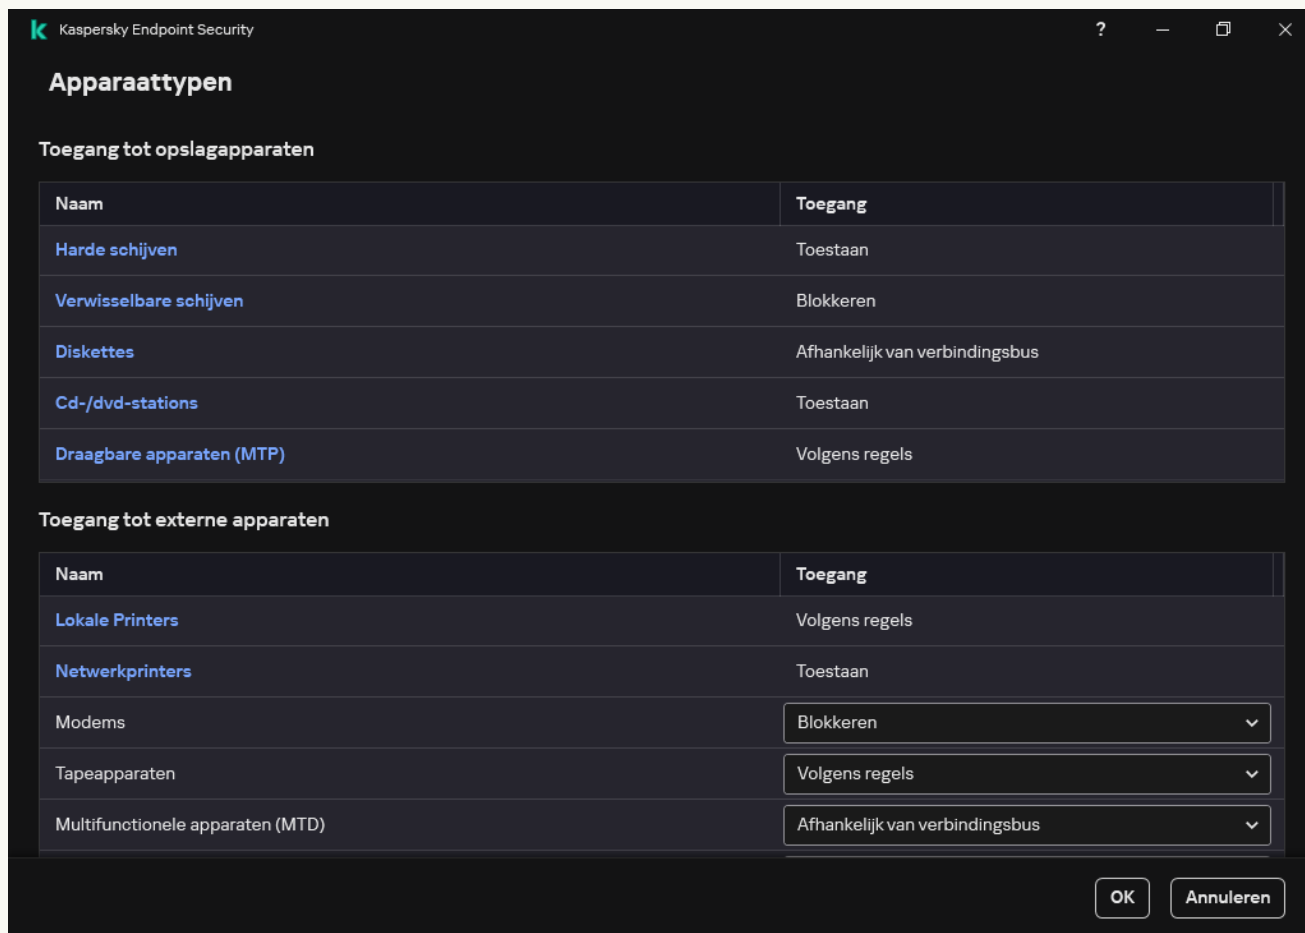 Kaspersky Endpoint Security ?
Apparaattypen
Toegang tot opslagapparaten
Naam Toegang
Harde schijven Toestaan
Verwisselbare schijven Blokkeren
Diskettes Afhankelijk van verbindingsbus
Cd-/dvd-stations Toestaan
Draagbare apparaten (MTP) Volgens regels
Toegang tot externe apparaten
Naam Toegang
Lokale Printers Volgens regels
Netwerkprinters Toestaan
Modems Blokkeren
Tapeapparaten Volgens regels
Multifunctionele apparaten (MTD) Afhankelijk van verbindingsbus
OK Annuleren